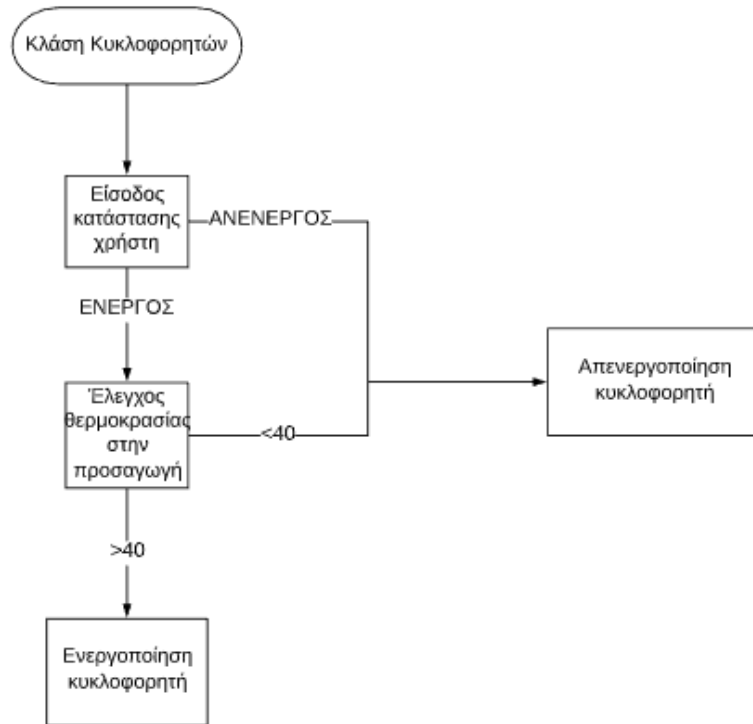 Κλάση Κυκλοφορητών
Είσοδος
κατάστασης
χρήστη
ΑΝΕΝΕΡΓΟΣ
ΕΝΕΡΓΟΣ
Έλεγχος
θερμοκρασίας
στην
προσαγωγή
<40
Απενεργοποίηση
κυκλοφορητή
>40
Ενεργοποίηση
κυκλοφορητή